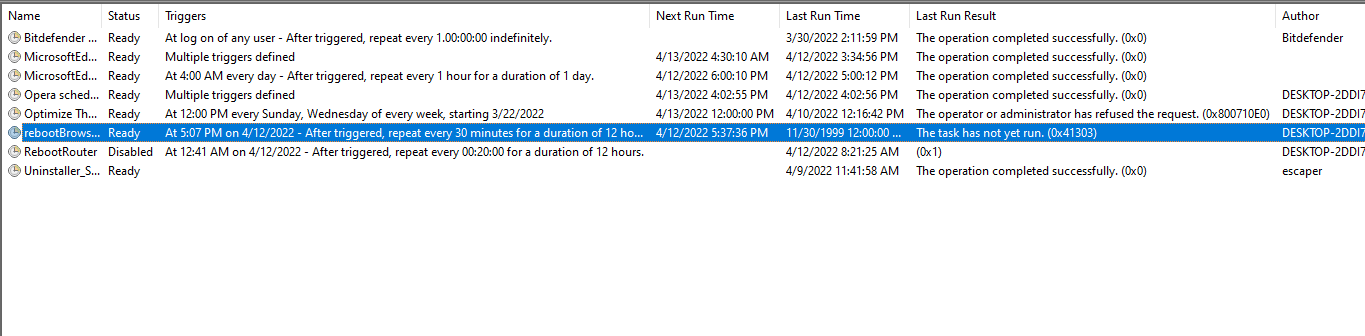 Name Status Triggers Next Run Time Last Run Time Last Run Result Author
Bitdefender ... Ready At log on of any user - After triggered, repeat every 1.00:00:00 indefinitely. 3/30/2022 2:11:59 PM The operation completed successfully. (0x0) Bitdefender
MicrosoftEd... Ready Multiple triggers defined 4/13/2022 4:30:10 AM 4/12/2022 3:34:56 PM The operation completed successfully. (0x0)
MicrosoftEd... Ready At 4:00 AM every day - After triggered, repeat every 1 hour for a duration of 1 day. 4/12/2022 6:00:10 PM 4/12/2022 5:00:12 PM The operation completed successfully. (0x0)
Opera sched... Ready Multiple triggers defined 4/13/2022 4:02:55 PM 4/12/2022 4:02:56 PM The operation completed successfully. (0x0) DESKTOP-2DDI7
Optimize Th... Ready At 12:00 PM every Sunday, Wednesday of every week, starting 3/22/2022 4/13/2022 12:00:00 PM 4/10/2022 12:16:42 PM The operator or administrator has refused the request. (0x800710E0) DESKTOP-2DDI7
rebootBrows... Ready At 5:07 PM on 4/12/2022 - After triggered, repeat every 30 minutes for a duration of 12 ho... 4/12/2022 5:37:36 PM 11/30/1999 12:00:00 ... The task has not yet run. (0x41303) DESKTOP-2DDI7
RebootRouter Disabled At 12:41 AM on 4/12/2022 - After triggered, repeat every 00:20:00 for a duration of 12 hours. 4/12/2022 8:21:25 AM (0x1) DESKTOP-2DDI7
Uninstaller_S... Ready 4/9/2022 11:41:58 AM The operation completed successfully. (0x0) escaper